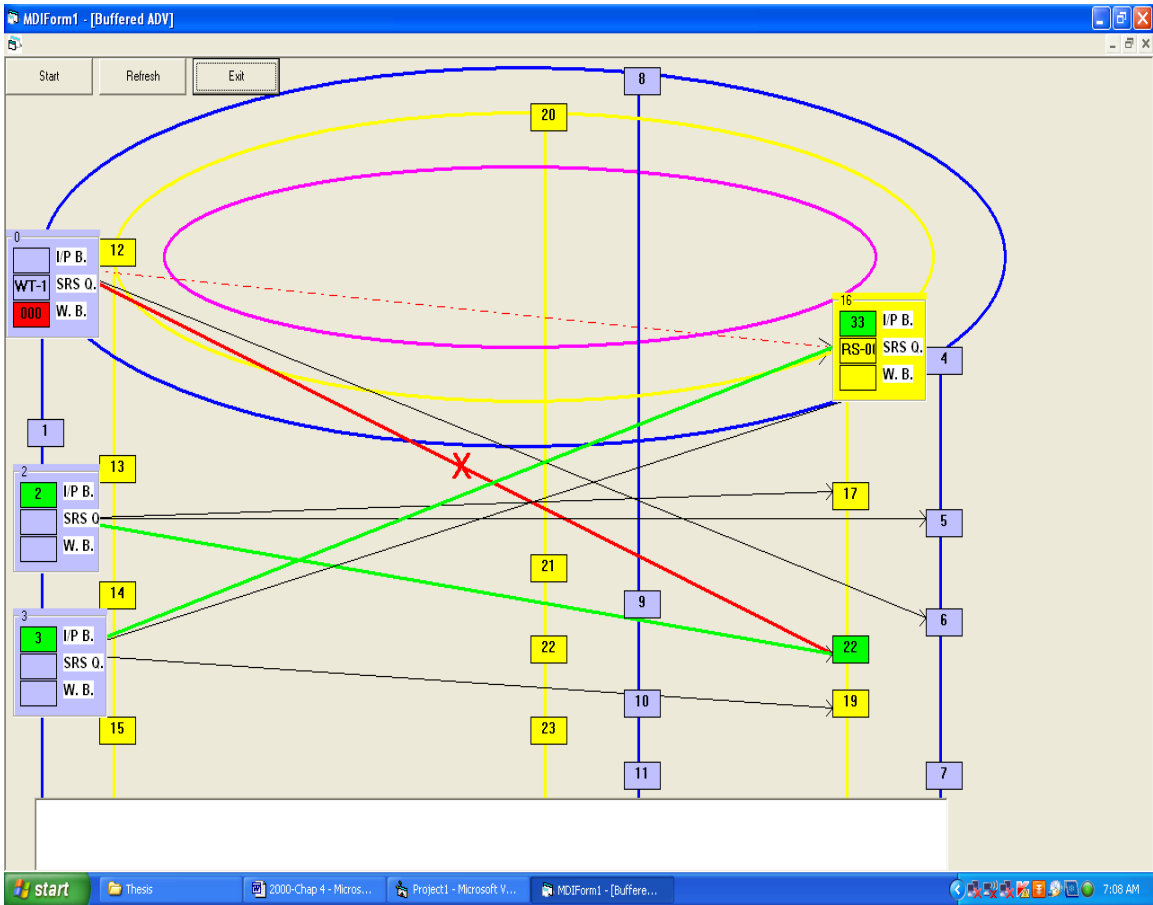 MDIForm1 - [Buffered ADV]
Start Refresh Exit
8
20
0
I/P B.
WT-1 SRS Q.
000 W. B.
12
16
33 I/P B.
RS-0 SRS Q.
W. B.
4
1
X
13
2
2 I/P B.
SRS Q
W. B.
17
5
21
14
9
3
3 I/P B.
SRS Q.
W. B.
6
22
22
10
19
15
23
11
7
start
Thesis
2000-Chap 4 - Micros...
Project1 - Microsoft V...
MDIForm1 - [Buffere...
7:08 AM